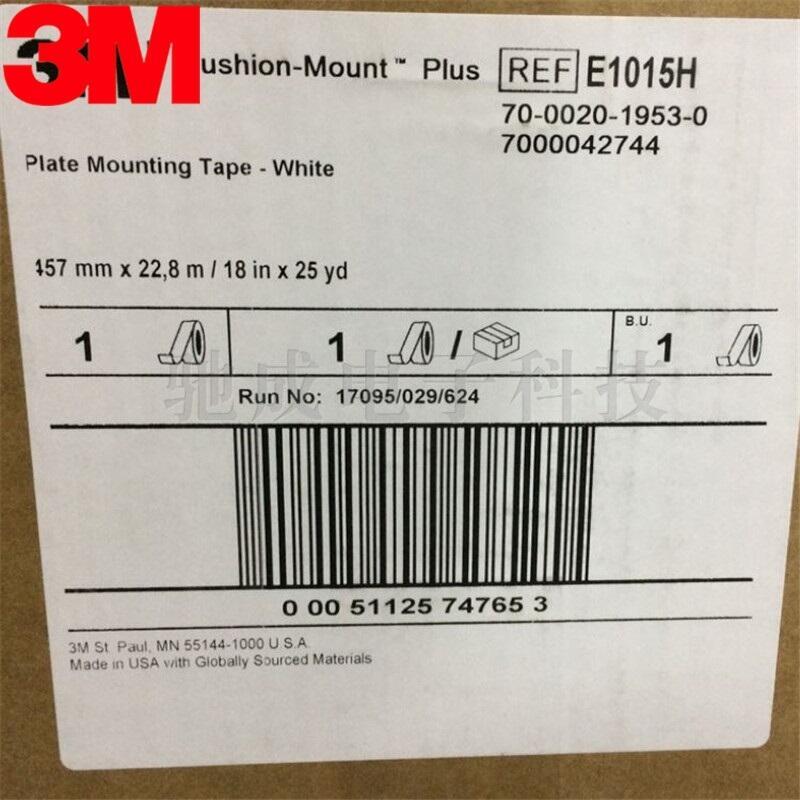 3M
ushion-Mount™ Plus REF E1015H
70-0020-1953-0
7000042744
Plate Mounting Tape - White
457 mm x 22,8 m / 18 in x 25 yd
1 1 / B.U. 1
驰成电子科技
Run No: 17095/029/624
0 00 51125 74765 3
3M St. Paul, MN 55144-1000 U.S.A.
Made in USA with Globally Sourced Materials